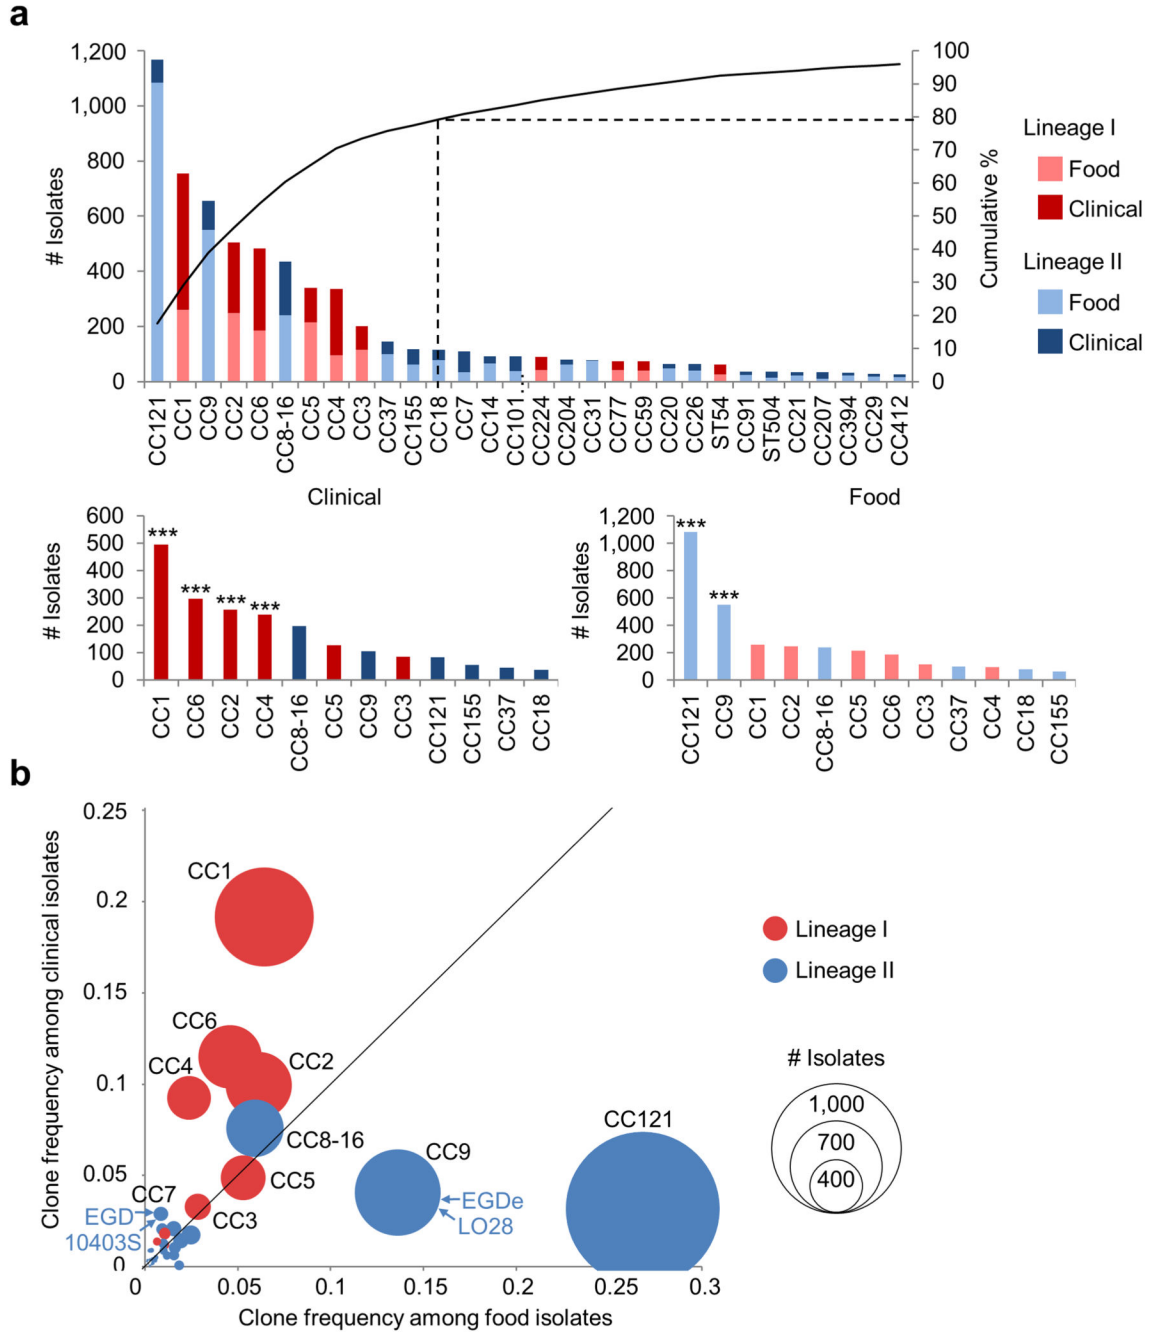 a
1,200
1,000
800
600
400
200
0
# Isolates
100
90
80
70
60
50
40
30
20
10
0
Cumulative %
Lineage I
Food
Clinical
Lineage II
Food
Clinical
CC121
CC1
CC9
CC2
CC6
CC8-16
CC5
CC4
CC3
CC37
CC155
CC18
CC7
CC14
CC101
CC224
CC204
CC31
CC77
CC59
CC20
CC26
ST54
CC91
ST504
CC21
CC207
CC394
CC29
CC412
Clinical
600
500
400
300
200
100
0
# Isolates
***
***
***
***
CC1
CC6
CC2
CC4
CC8-16
CC5
CC9
CC3
CC121
CC155
CC37
CC18
Food
1,200
1,000
800
600
400
200
0
# Isolates
***
***
CC121
CC9
CC1
CC2
CC8-16
CC5
CC6
CC3
CC37
CC4
CC18
CC155
b
0.25
0.2
0.15
0.1
0.05
0
Clone frequency among clinical isolates
CC1
CC6
CC4
CC2
CC8-16
CC5
CC3
CC7
EGD
10403S
CC9
EGDe
LO28
CC121
0
0.05
0.1
0.15
0.2
0.25
0.3
Clone frequency among food isolates
Lineage I
Lineage II
# Isolates
1,000
700
400